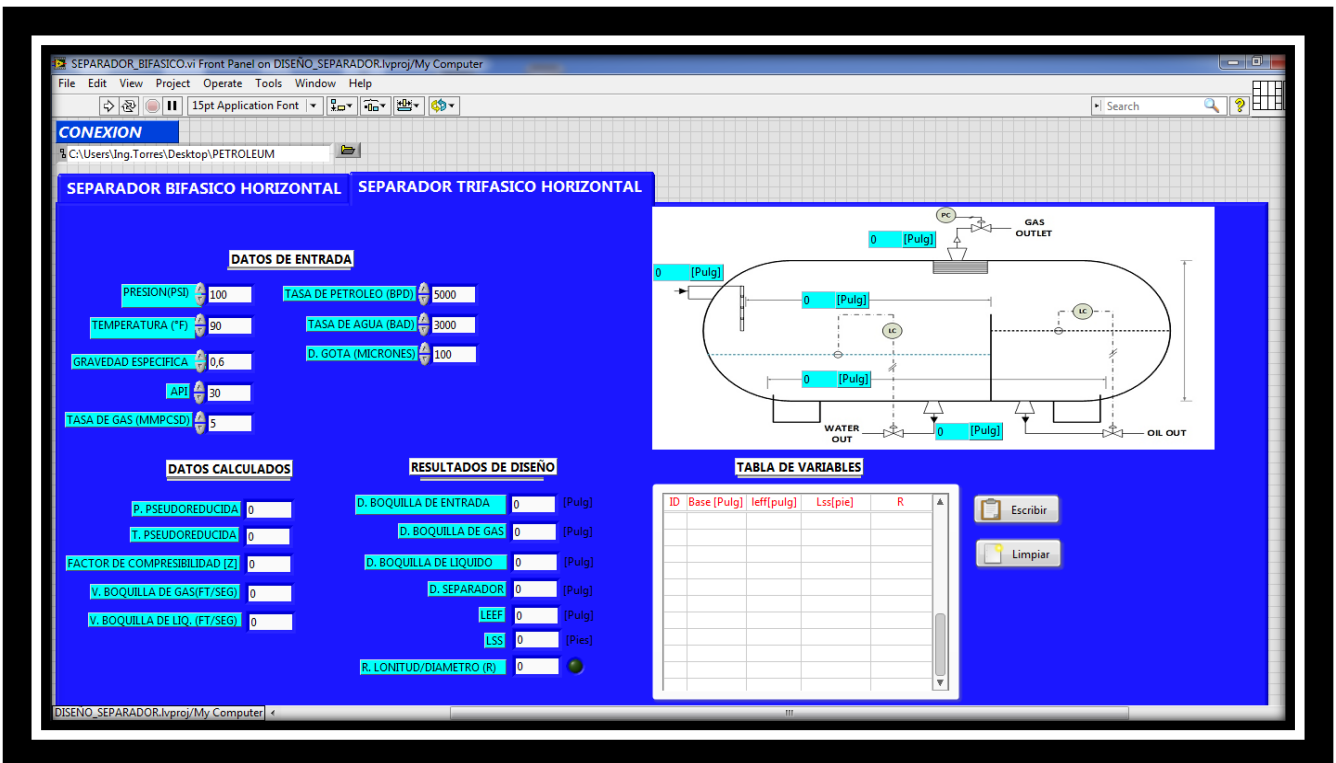 SEPARADOR_BIFASICO.vi Front Panel on DISEÑO_SEPARADOR.lvproj/My Computer
File Edit View Project Operate Tools Window Help
15pt Application Font
Search
CONEXION
C:\Users\Ing.Torres\Desktop\PETROLEUM
SEPARADOR BIFASICO HORIZONTAL
SEPARADOR TRIFASICO HORIZONTAL
DATOS DE ENTRADA
PRESION(PSI) 100
TASA DE PETROLEO (BPD) 5000
TEMPERATURA (°F) 90
TASA DE AGUA (BAD) 3000
GRAVEDAD ESPECIFICA 0,6
D. GOTA (MICRONES) 100
API 30
TASA DE GAS (MMPCSD) 5
PC
GAS
OUTLET
0 [Pulg]
0 [Pulg]
0 [Pulg]
LC
LC
0 [Pulg]
WATER
OUT
0 [Pulg]
OIL OUT
DATOS CALCULADOS
P. PSEUDOREDUCIDA 0
T. PSEUDOREDUCIDA 0
FACTOR DE COMPRESIBILIDAD [Z] 0
V. BOQUILLA DE GAS(FT/SEG) 0
V. BOQUILLA DE LIQ. (FT/SEG) 0
RESULTADOS DE DISEÑO
D. BOQUILLA DE ENTRADA 0 [Pulg]
D. BOQUILLA DE GAS 0 [Pulg]
D. BOQUILLA DE LIQUIDO 0 [Pulg]
D. SEPARADOR 0 [Pulg]
LEEF 0 [Pulg]
LSS 0 [Pies]
R. LONITUD/DIAMETRO (R) 0
TABLA DE VARIABLES
ID Base [Pulg] leff[pulg] Lss[pie] R
Escribir
Limpiar
DISEÑO_SEPARADOR.lvproj/My Computer